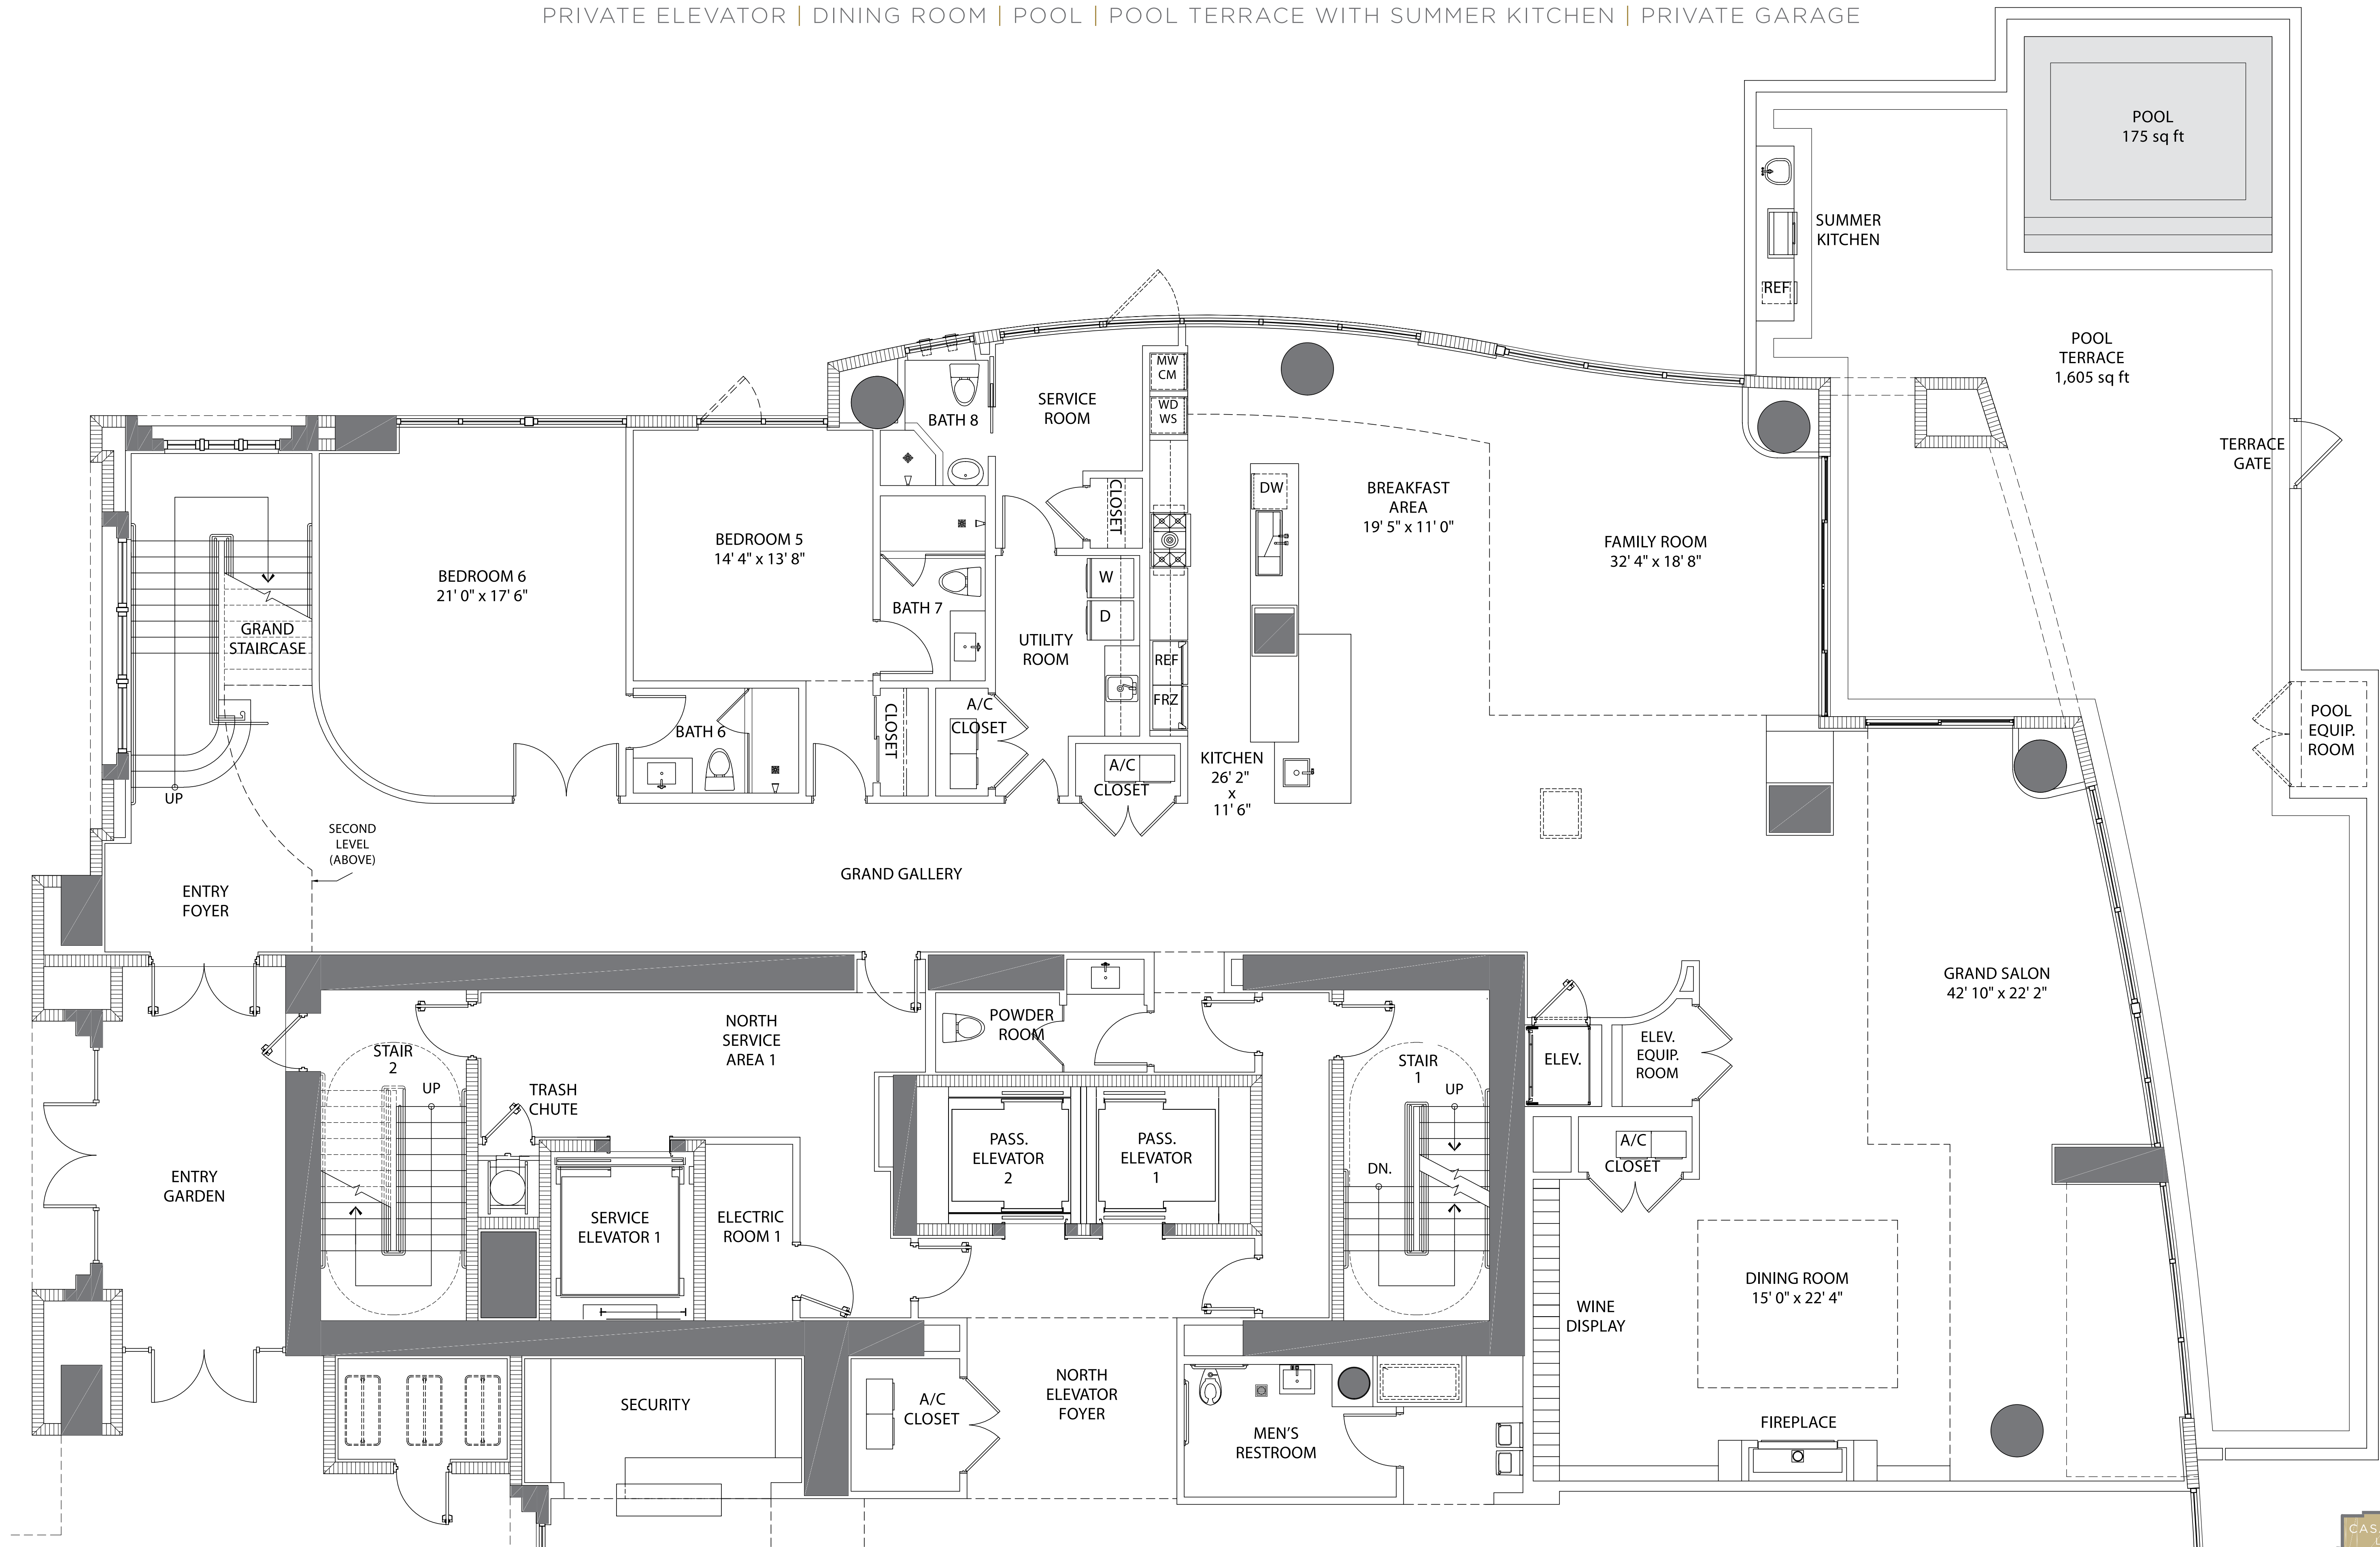 PRIVATE ELEVATOR | DINING ROOM | POOL | POOL TERRACE WITH SUMMER KITCHEN | PRIVATE GARAGE
POOL
175 sq ft
SUMMER
KITCHEN
REF
POOL
TERRACE
1,605 sq ft
TERRACE
GATE
POOL
EQUIP.
ROOM
MW
CM
WD
WS
SERVICE
ROOM
BATH 8
CLOSET
DW
BREAKFAST
AREA
19' 5" x 11' 0"
FAMILY ROOM
32' 4" x 18' 8"
BEDROOM 5
14' 4" x 13' 8"
BEDROOM 6
21' 0" x 17' 6"
BATH 7
W
D
UTILITY
ROOM
REF
FRZ
GRAND
STAIRCASE
UP
BATH 6
CLOSET
A/C
CLOSET
A/C
CLOSET
KITCHEN
26' 2"
x
11' 6"
SECOND
LEVEL
(ABOVE)
ENTRY
FOYER
GRAND GALLERY
GRAND SALON
42' 10" x 22' 2"
STAIR
2
UP
NORTH
SERVICE
AREA 1
TRASH
CHUTE
POWDER
ROOM
STAIR
1
UP
DN.
ELEV.
ELEV.
EQUIP.
ROOM
PASS.
ELEVATOR
2
PASS.
ELEVATOR
1
A/C
CLOSET
ENTRY
GARDEN
SERVICE
ELEVATOR 1
ELECTRIC
ROOM 1
DINING ROOM
15' 0" x 22' 4"
WINE
DISPLAY
FIREPLACE
SECURITY
A/C
CLOSET
NORTH
ELEVATOR
FOYER
MEN'S
RESTROOM